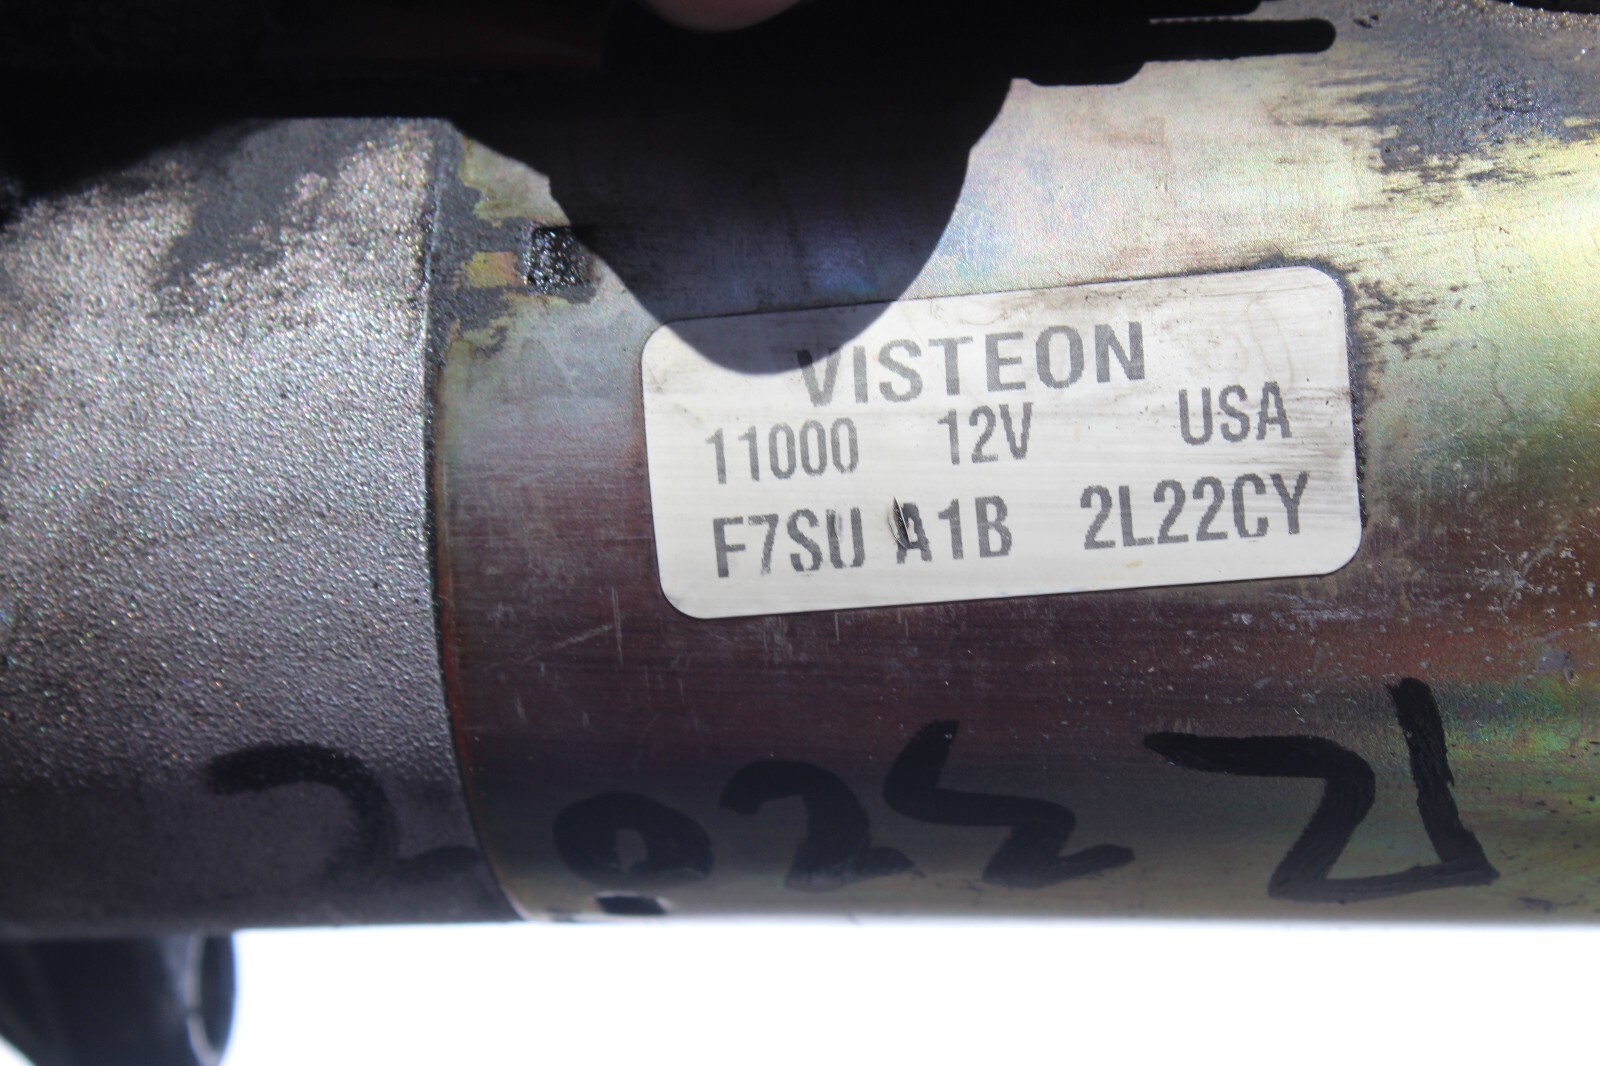 VISTEON
11000 12V USA
F7SU A1B 2L22CY